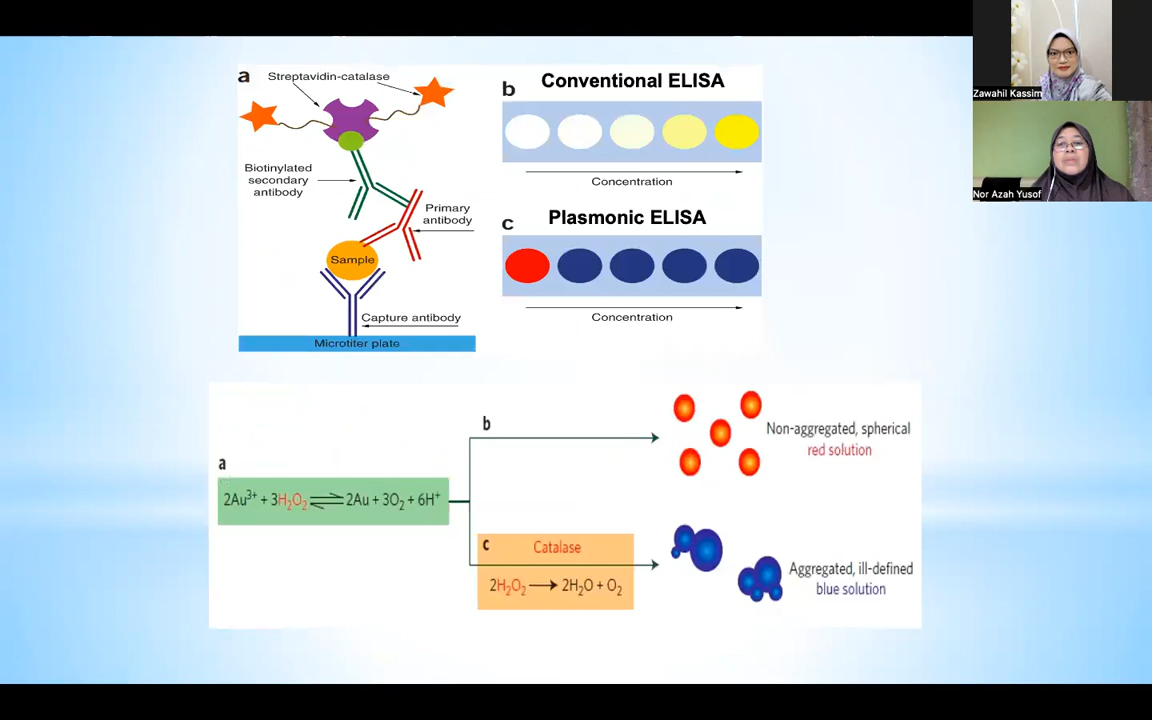 a
Streptavidin-catalase
Biotinylated
secondary
antibody
Primary
antibody
Sample
Capture antibody
Microtiter plate
b
Conventional ELISA
Concentration
c
Plasmonic ELISA
Concentration
Zawahil Kassim
Nor Azah Yusof
a
2Au³⁺ + 3H₂O₂ ⇌ 2Au + 3O₂ + 6H⁺
b
Non-aggregated, spherical
red solution
c
Catalase
2H₂O₂ → 2H₂O + O₂
Aggregated, ill-defined
blue solution